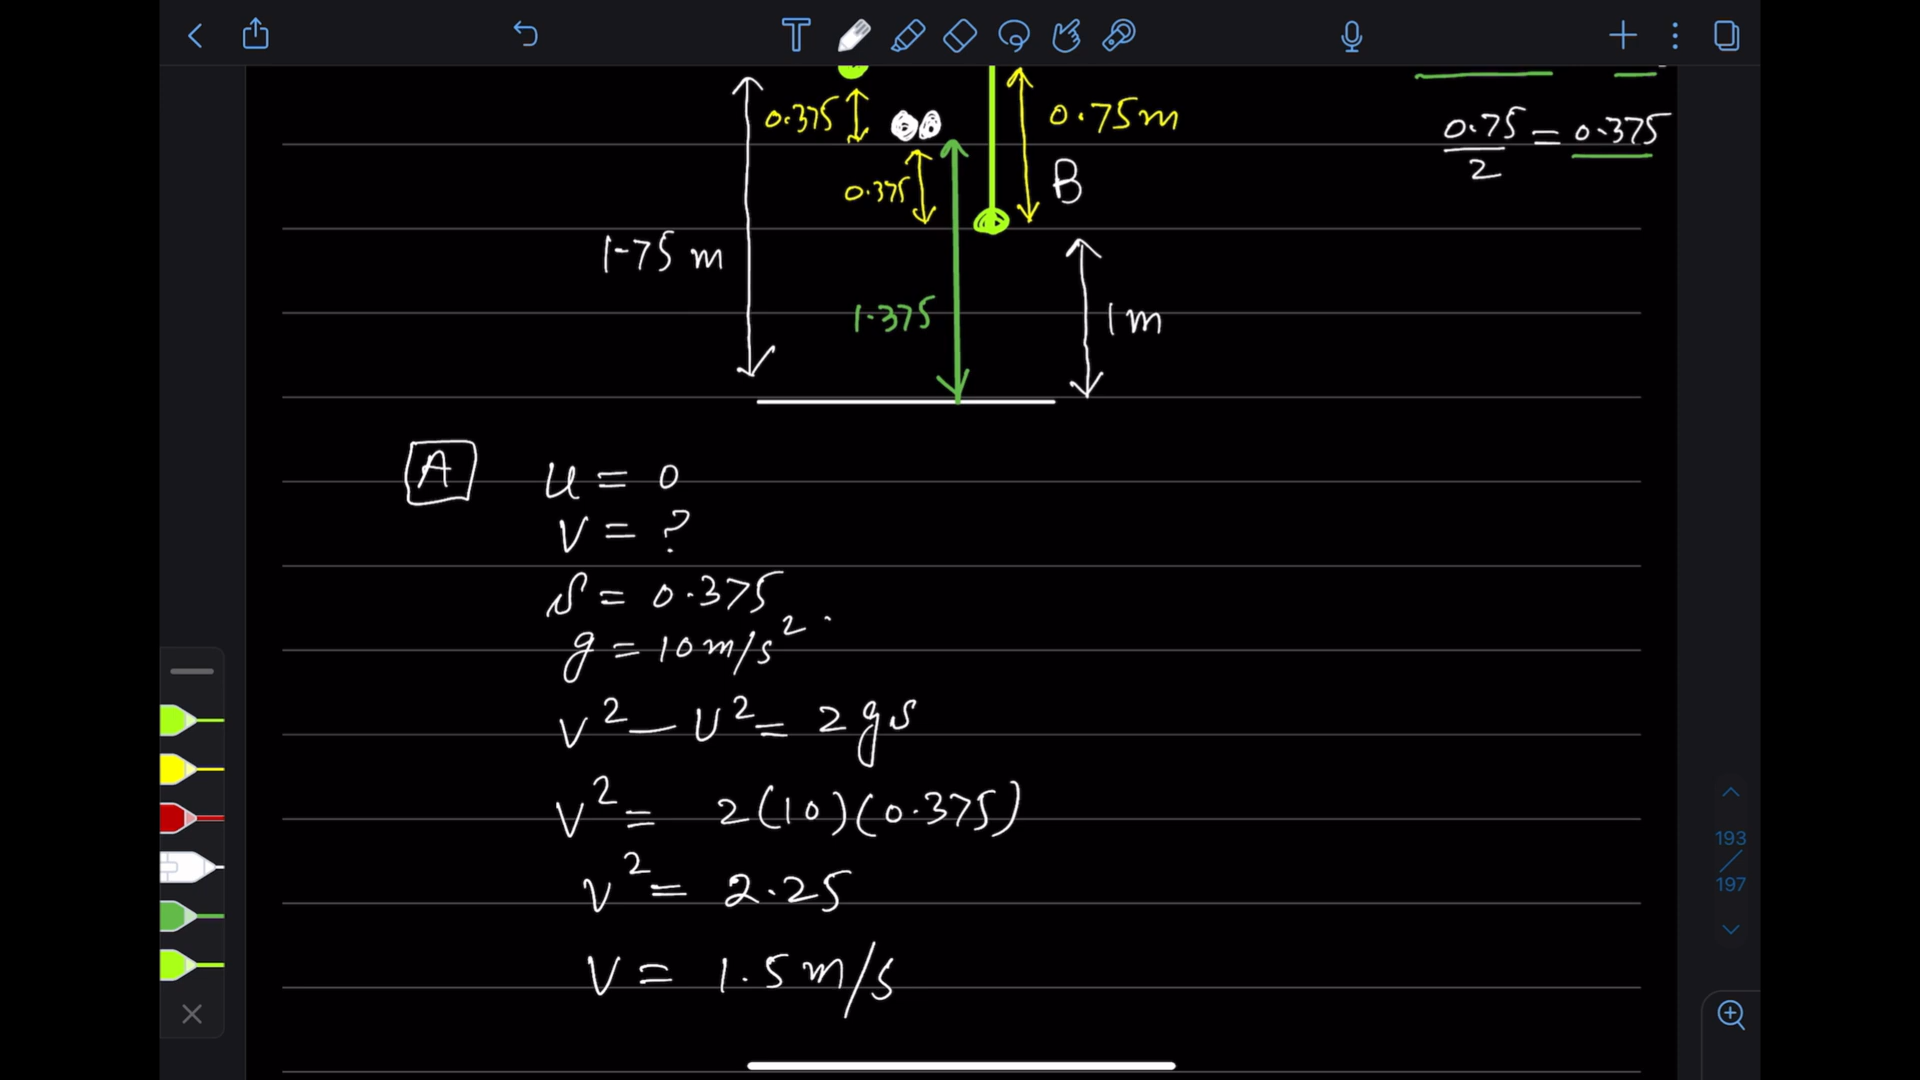 T
0.375
0.75m
0.75/2 = 0.375
0.375
B
1.75 m
1.375
1m
A
u = 0
v = ?
s = 0.375
g = 10 m/s² .
v² - u² = 2gs
v² = 2(10)(0.375)
v² = 2.25
v = 1.5 m/s
193
197